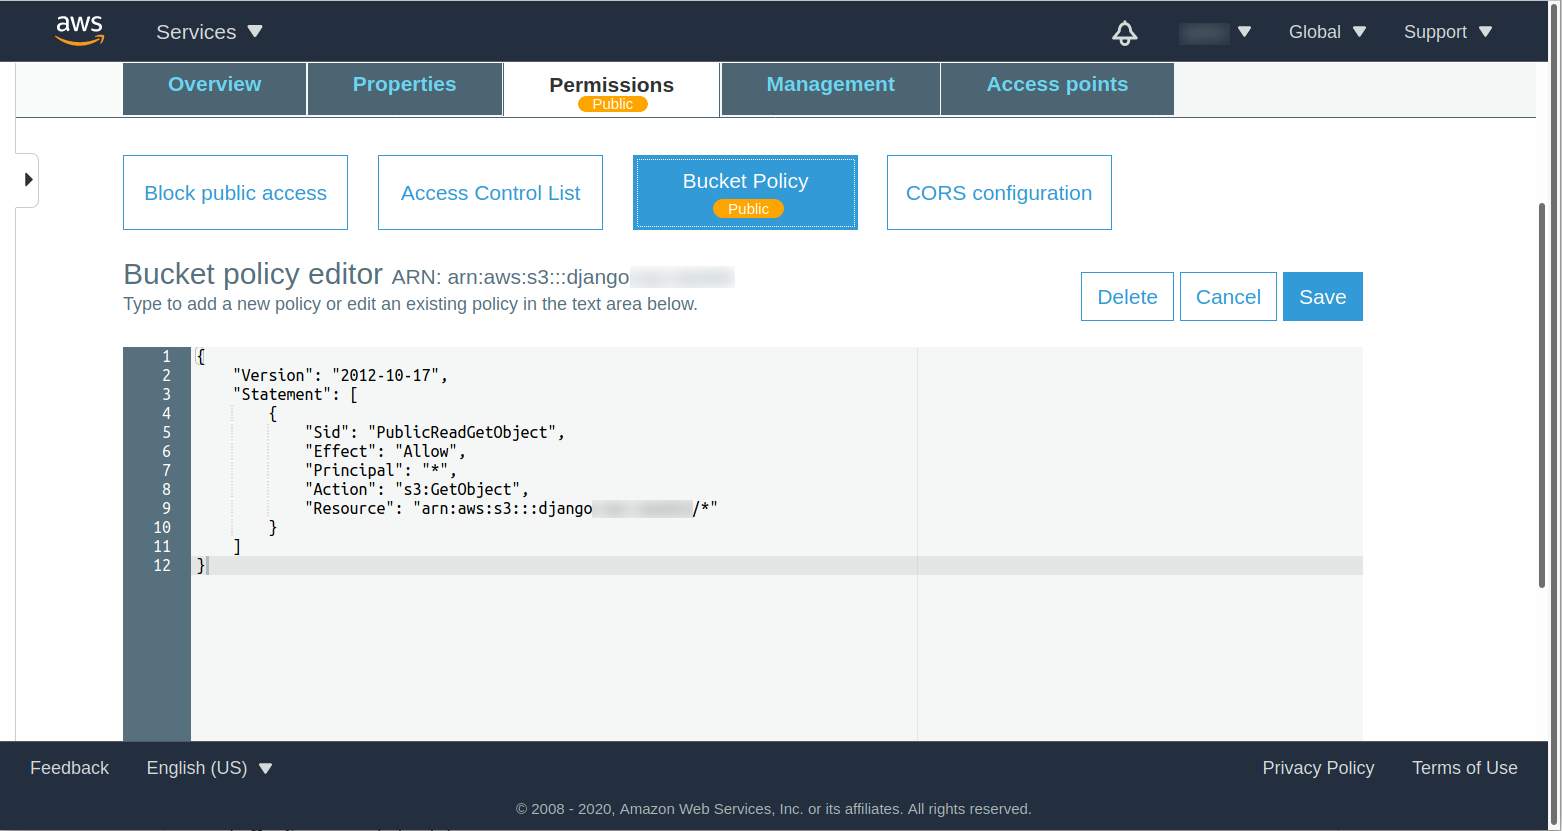 aws Services Global Support
Overview Properties Permissions Management Access points
Public
Block public access Access Control List Bucket Policy CORS configuration
Public
Bucket policy editor ARN: arn:aws:s3:::django
Type to add a new policy or edit an existing policy in the text area below.
Delete Cancel Save
1 {
2 "Version": "2012-10-17",
3 "Statement": [
4 {
5 "Sid": "PublicReadGetObject",
6 "Effect": "Allow",
7 "Principal": "*",
8 "Action": "s3:GetObject",
9 "Resource": "arn:aws:s3:::django /*"
10 }
11 ]
12 }
Feedback English (US) Privacy Policy Terms of Use
© 2008 - 2020, Amazon Web Services, Inc. or its affiliates. All rights reserved.